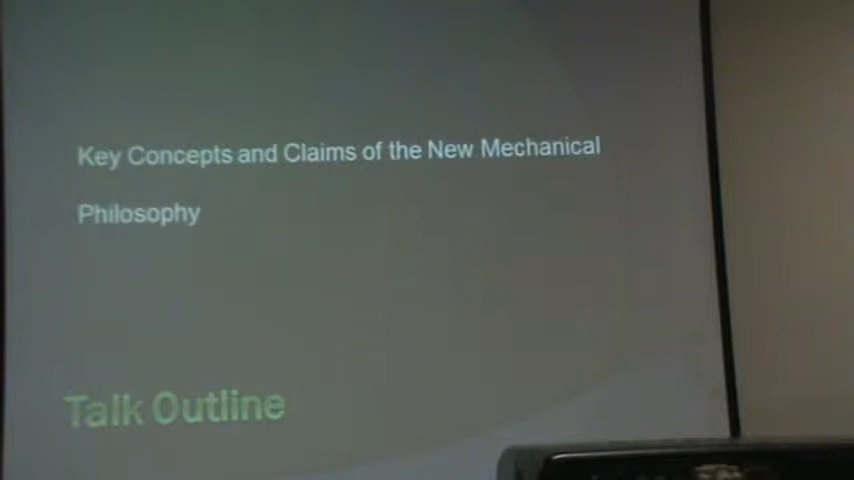 Key Concepts and Claims of the New Mechanical
Philosophy
Talk Outline